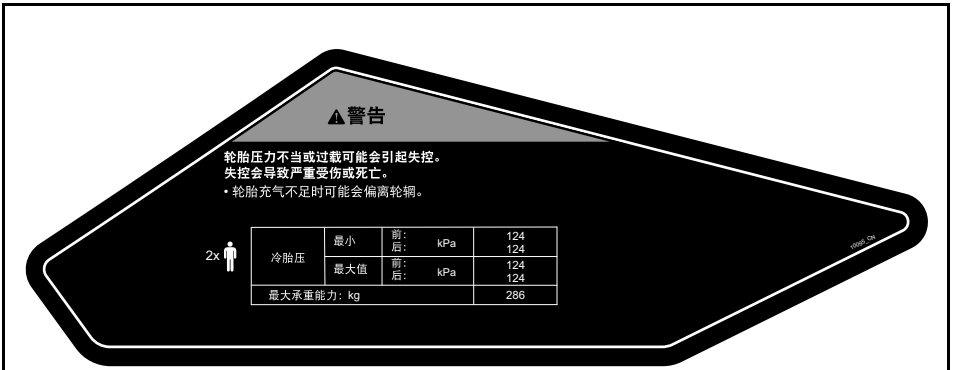 ⚠警告
轮胎压力不当或过载可能会引起失控。
失控会导致严重受伤或死亡。
• 轮胎充气不足时可能会偏离轮辋。
2x
冷胎压
最小
前:
后:
kPa
124
124
最大值
前:
后:
kPa
124
124
最大承重能力: kg
286